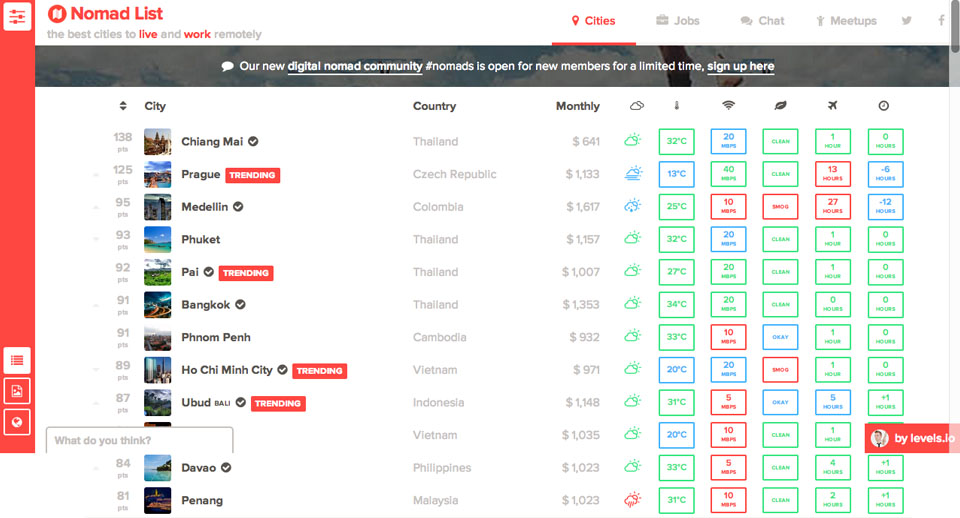 Nomad List
the best cities to live and work remotely
Cities Jobs Chat Meetups
Our new digital nomad community #nomads is open for new members for a limited time, sign up here
City Country Monthly
138 pts Chiang Mai Thailand $ 641 32°C 20 MBPS CLEAN 1 HOUR 0 HOURS
125 pts Prague TRENDING Czech Republic $ 1,133 13°C 40 MBPS CLEAN 13 HOURS -6 HOURS
95 pts Medellin Colombia $ 1,617 25°C 10 MBPS SMOG 27 HOURS -12 HOURS
93 pts Phuket Thailand $ 1,157 32°C 20 MBPS CLEAN 1 HOUR 0 HOURS
92 pts Pai TRENDING Thailand $ 1,007 27°C 20 MBPS CLEAN 1 HOUR 0 HOURS
91 pts Bangkok Thailand $ 1,353 34°C 20 MBPS CLEAN 0 HOURS 0 HOURS
91 pts Phnom Penh Cambodia $ 932 33°C 10 MBPS OKAY 1 HOUR 0 HOURS
89 pts Ho Chi Minh City TRENDING Vietnam $ 971 20°C 20 MBPS SMOG 1 HOUR 0 HOURS
87 pts Ubud BALI TRENDING Indonesia $ 1,148 31°C 5 MBPS OKAY 5 HOURS +1 HOURS
What do you think? Vietnam $ 1,035 20°C 10 MBPS CLEAN 1 HOUR by levels.io
84 pts Davao Philippines $ 1,023 33°C 5 MBPS CLEAN 4 HOURS +1 HOURS
81 pts Penang Malaysia $ 1,023 31°C 10 MBPS CLEAN 2 HOURS +1 HOURS